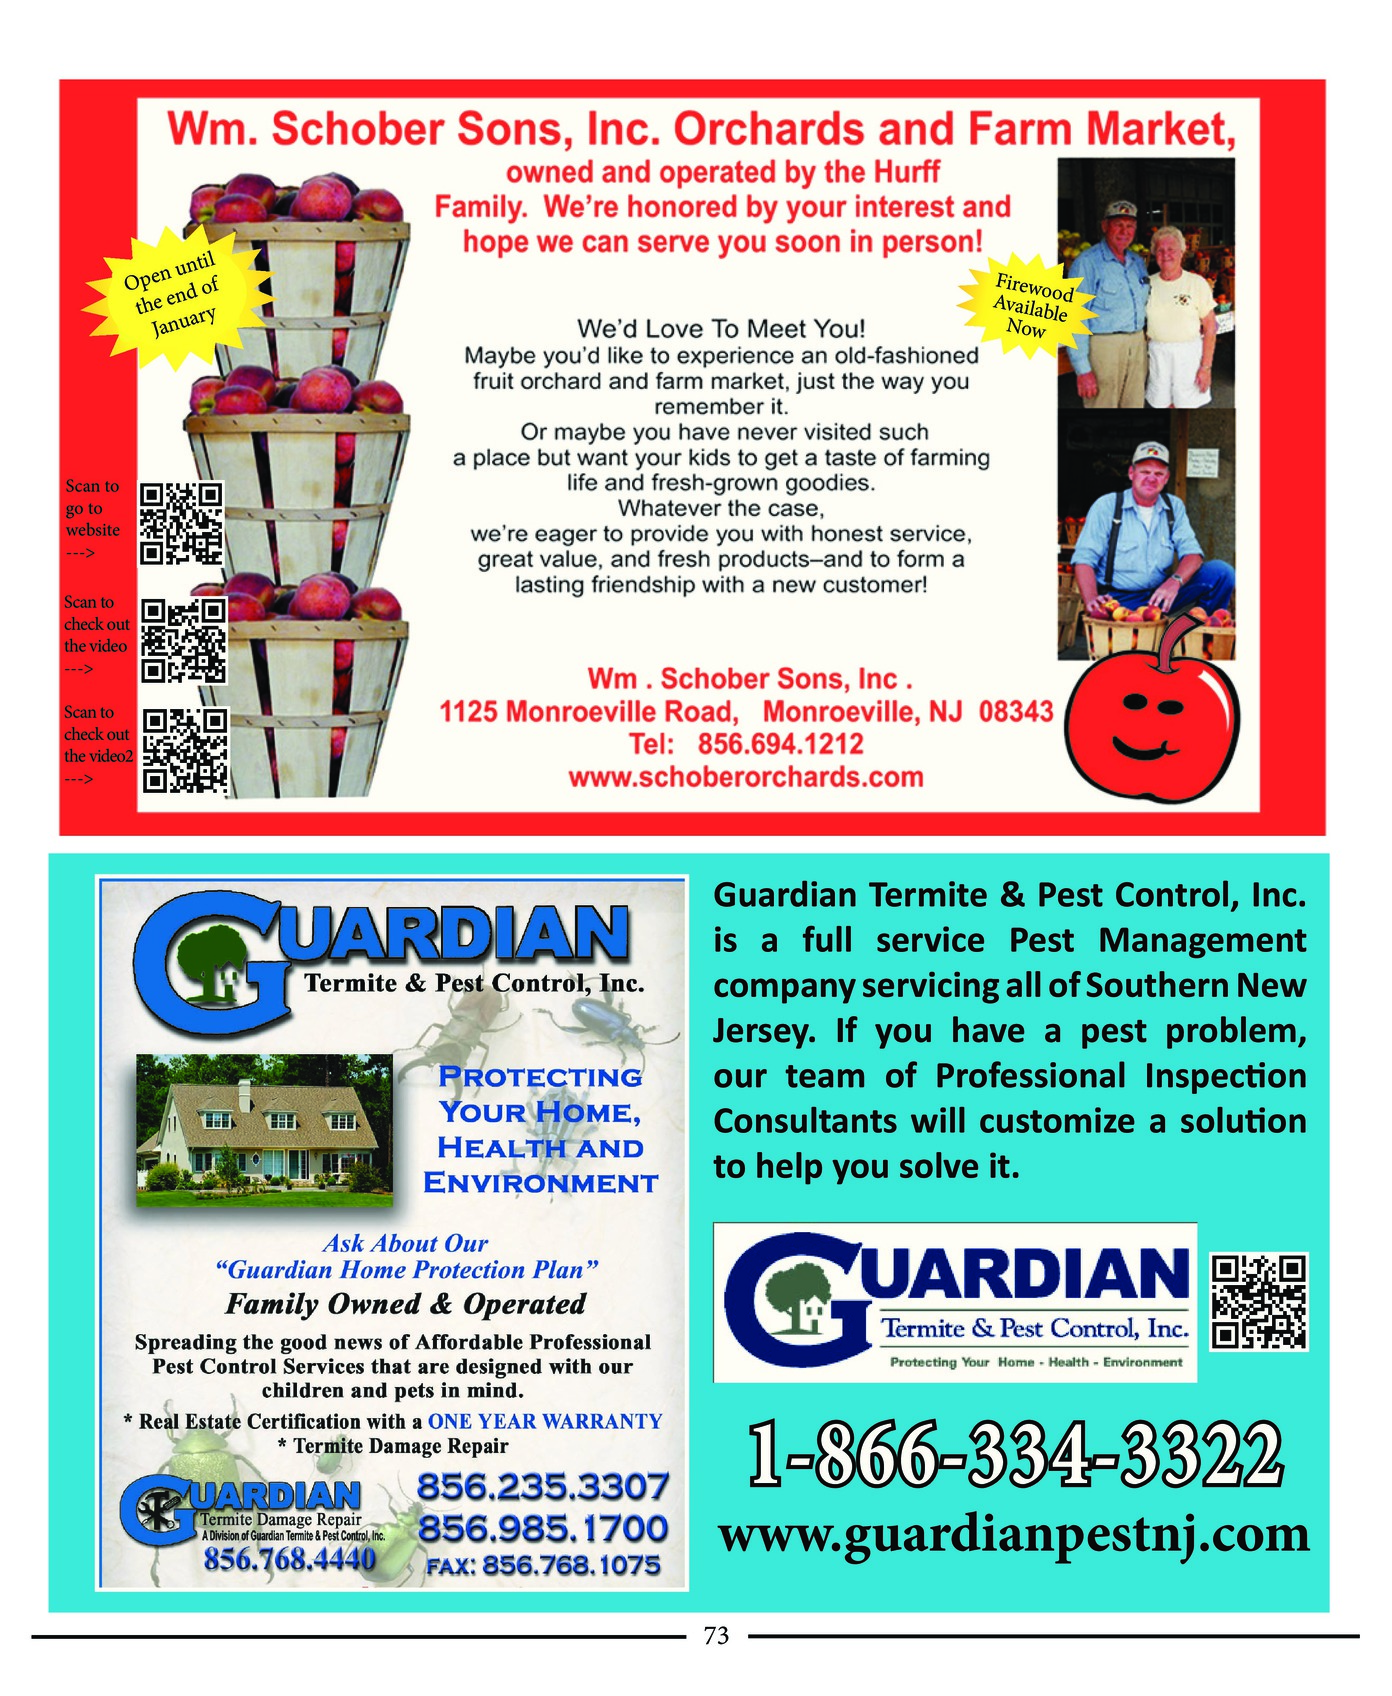 Wm. Schober Sons, Inc. Orchards and Farm Market,
owned and operated by the Hurff
Family.  We're honored by your interest and
hope we can serve you soon in person!
Open until
the end of
January
Firewood
Available
Now
We'd Love To Meet You!
Maybe you'd like to experience an old-fashioned
fruit orchard and farm market, just the way you
remember it.
Or maybe you have never visited such
a place but want your kids to get a taste of farming
life and fresh-grown goodies.
Whatever the case,
we're eager to provide you with honest service,
great value, and fresh products–and to form a
lasting friendship with a new customer!
Scan to
go to
website
--->
Scan to
check out
the video
--->
Scan to
check out
the video2
--->
Wm . Schober Sons, Inc .
1125 Monroeville Road,   Monroeville, NJ  08343
Tel:   856.694.1212
www.schoberorchards.com
GUARDIAN
Termite & Pest Control, Inc.
PROTECTING
YOUR HOME,
HEALTH AND
ENVIRONMENT
Ask About Our
“Guardian Home Protection Plan”
Family Owned & Operated
Spreading the good news of Affordable Professional
Pest Control Services that are designed with our
children and pets in mind.
* Real Estate Certification with a ONE YEAR WARRANTY
* Termite Damage Repair
GUARDIAN
Termite Damage Repair
A Division of Guardian Termite & Pest Control, Inc.
856.768.4440
856.235.3307
856.985.1700
FAX: 856.768.1075
Guardian Termite & Pest Control, Inc.
is a full service Pest Management
company servicing all of Southern New
Jersey. If you have a pest problem,
our team of Professional Inspection
Consultants will customize a solution
to help you solve it.
GUARDIAN
Termite & Pest Control, Inc.
Protecting Your Home - Health - Environment
1-866-334-3322
www.guardianpestnj.com
73